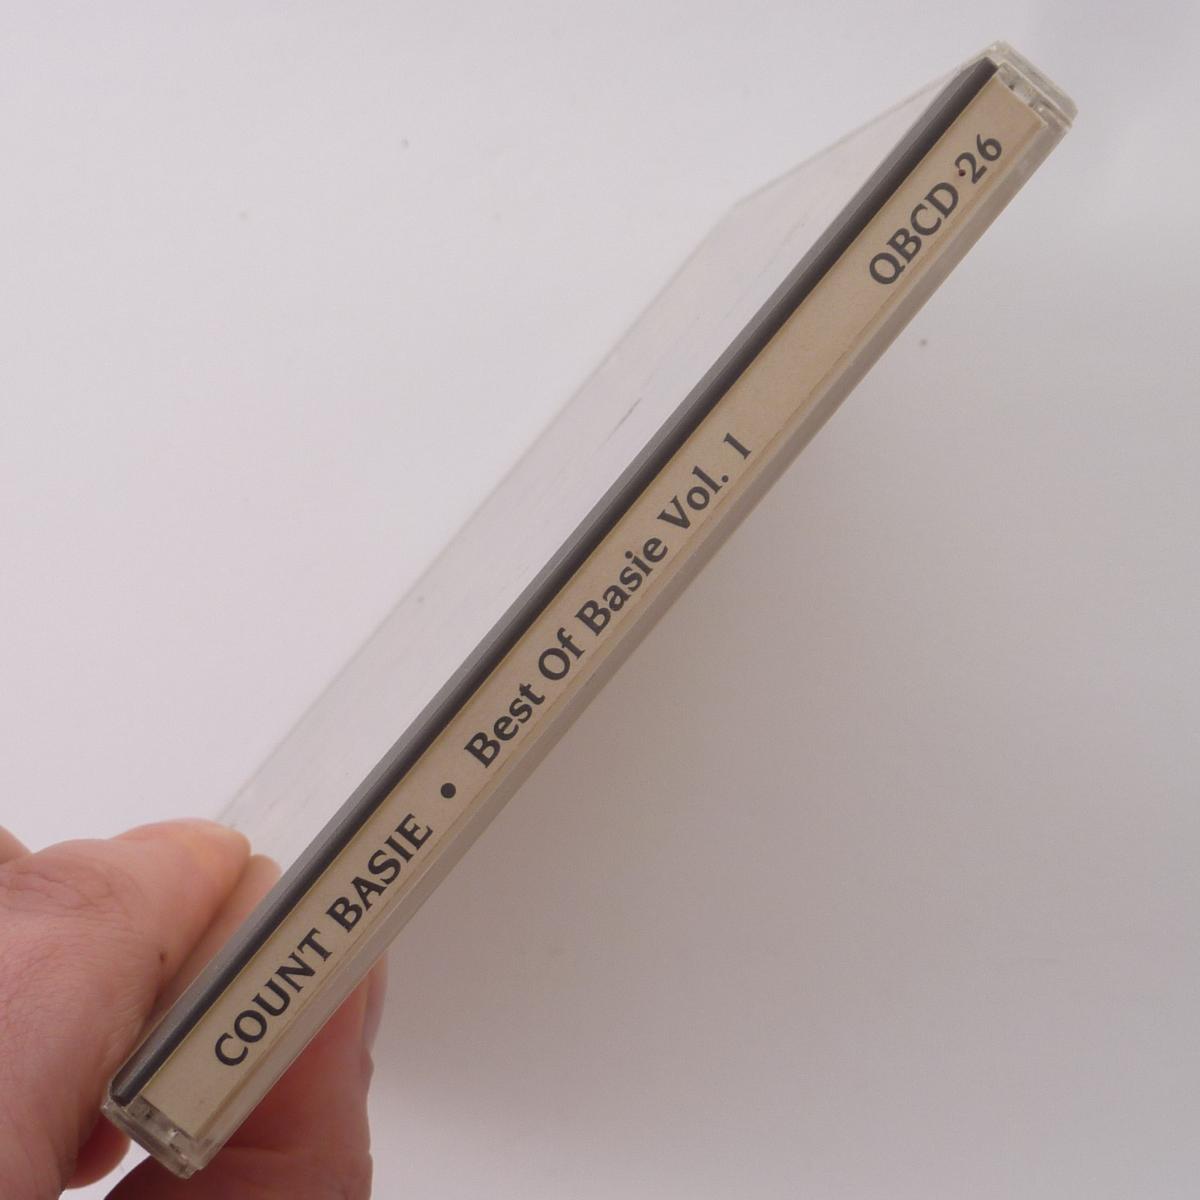 COUNT BASIE • Best Of Basie Vol. 1 QBCD 26